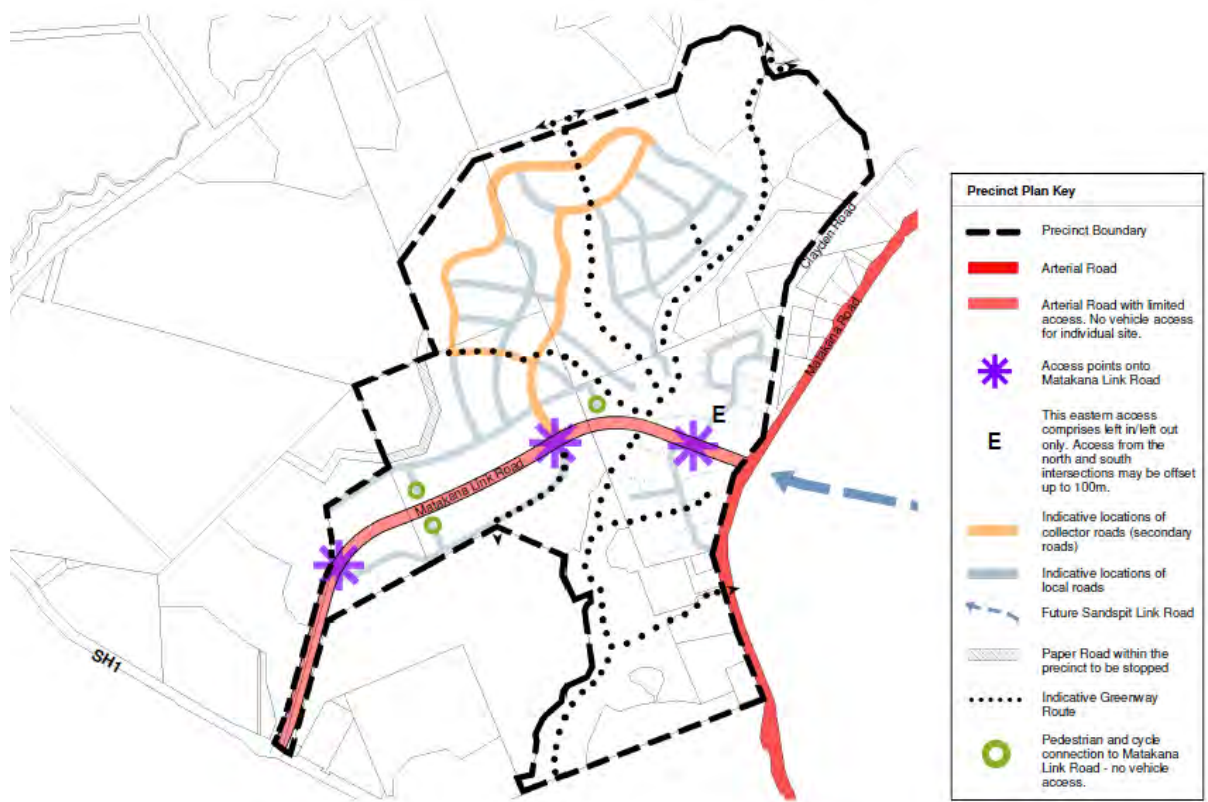 Clayden Road
Matakana Road
E
Matakana Link Road
SH1
Precinct Plan Key
Precinct Boundary
Arterial Road
Arterial Road with limited
access. No vehicle access
for individual site.
Access points onto
Matakana Link Road
E
This eastern access
comprises left in/left out
only. Access from the
north and south
intersections may be offset
up to 100m.
Indicative locations of
collector roads (secondary
roads)
Indicative locations of
local roads
Future Sandspit Link Road
Paper Road within the
precinct to be stopped
Indicative Greenway
Route
Pedestrian and cycle
connection to Matakana
Link Road - no vehicle
access.